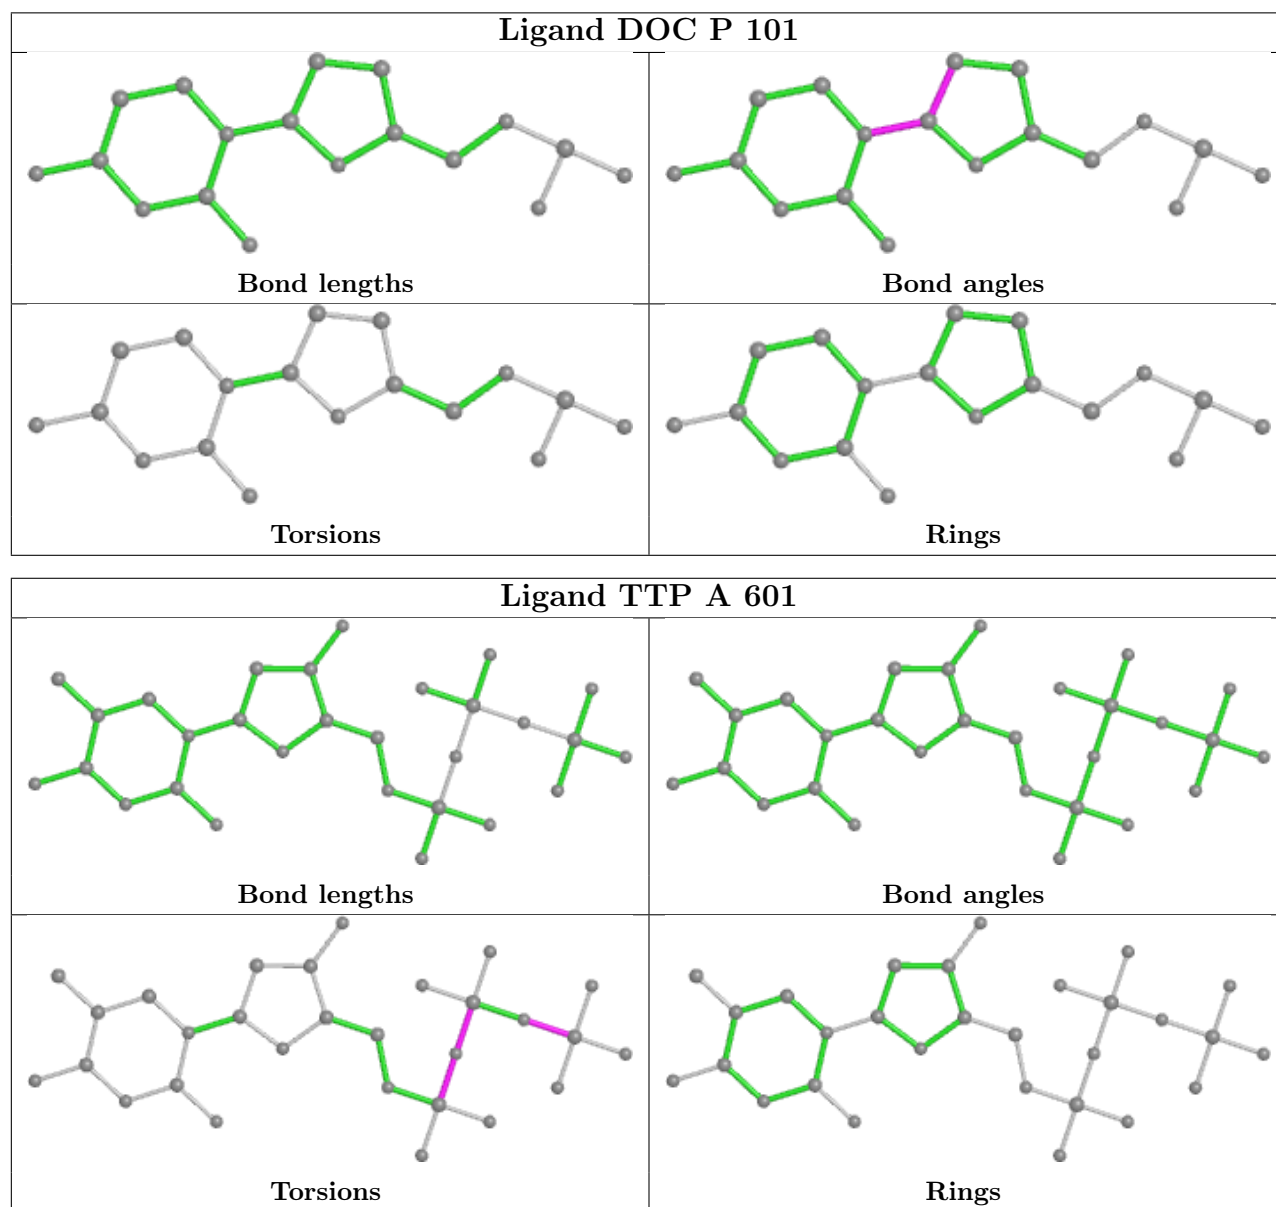 Ligand DOC P 101
Bond lengths
Bond angles
Torsions
Rings
Ligand TTP A 601
Bond lengths
Bond angles
Torsions
Rings